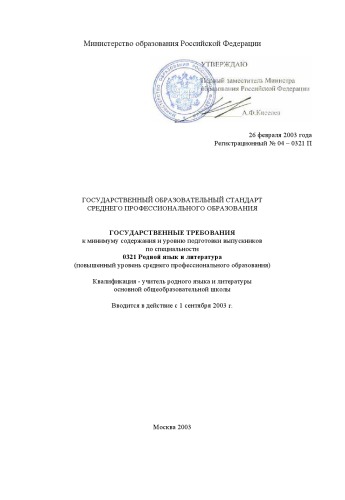 Министерство образования Российской Федерации
УТВЕРЖДАЮ
Первый заместитель Министра
образования Российской Федерации
А.Ф.Киселев
26 февраля 2003 года
Регистрационный № 04 – 0321 П
ГОСУДАРСТВЕННЫЙ ОБРАЗОВАТЕЛЬНЫЙ СТАНДАРТ
СРЕДНЕГО ПРОФЕССИОНАЛЬНОГО ОБРАЗОВАНИЯ
ГОСУДАРСТВЕННЫЕ ТРЕБОВАНИЯ
к минимуму содержания и уровню подготовки выпускников
по специальности
0321 Родной язык и литература
(повышенный уровень среднего профессионального образования)
Квалификация - учитель родного языка и литературы
основной общеобразовательной школы
Вводится в действие с 1 сентября 2003 г.
Москва 2003